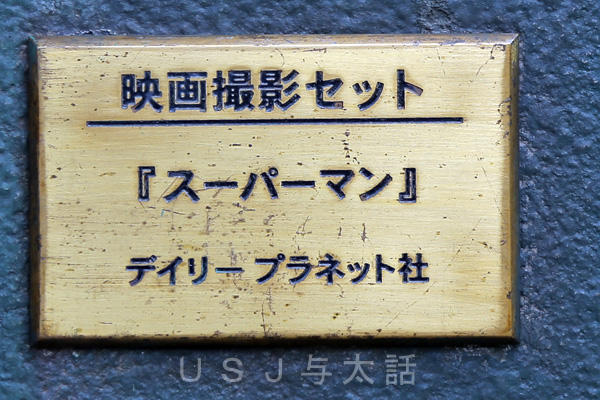 映画撮影セット
『スーパーマン』
デイリープラネット社
USJ与太話